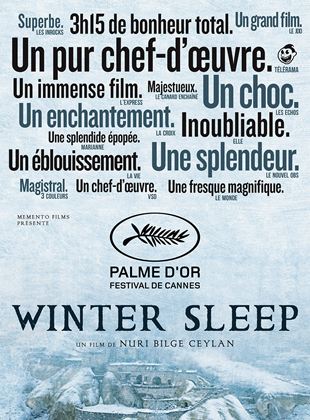 Superbe.
LES INROCKS
3h15 de bonheur total.
Un grand film.
LE JDD
Un pur chef-d'œuvre.
TÉLÉRAMA
Un immense film.
L'EXPRESS
Majestueux.
LE CANARD ENCHAÎNÉ
Un choc.
LES ECHOS
Un enchantement.
LA CROIX
Inoubliable.
ELLE
Une splendide épopée.
MARIANNE
Un éblouissement.
LA VIE
Une splendeur.
LE NOUVEL OBS
Magistral.
3 COULEURS
Un chef-d'œuvre.
VSD
Une fresque magnifique.
LE MONDE
MEMENTO FILMS
PRÉSENTE
PALME D'OR
FESTIVAL DE CANNES
WINTER SLEEP
UN FILM DE NURI BILGE CEYLAN